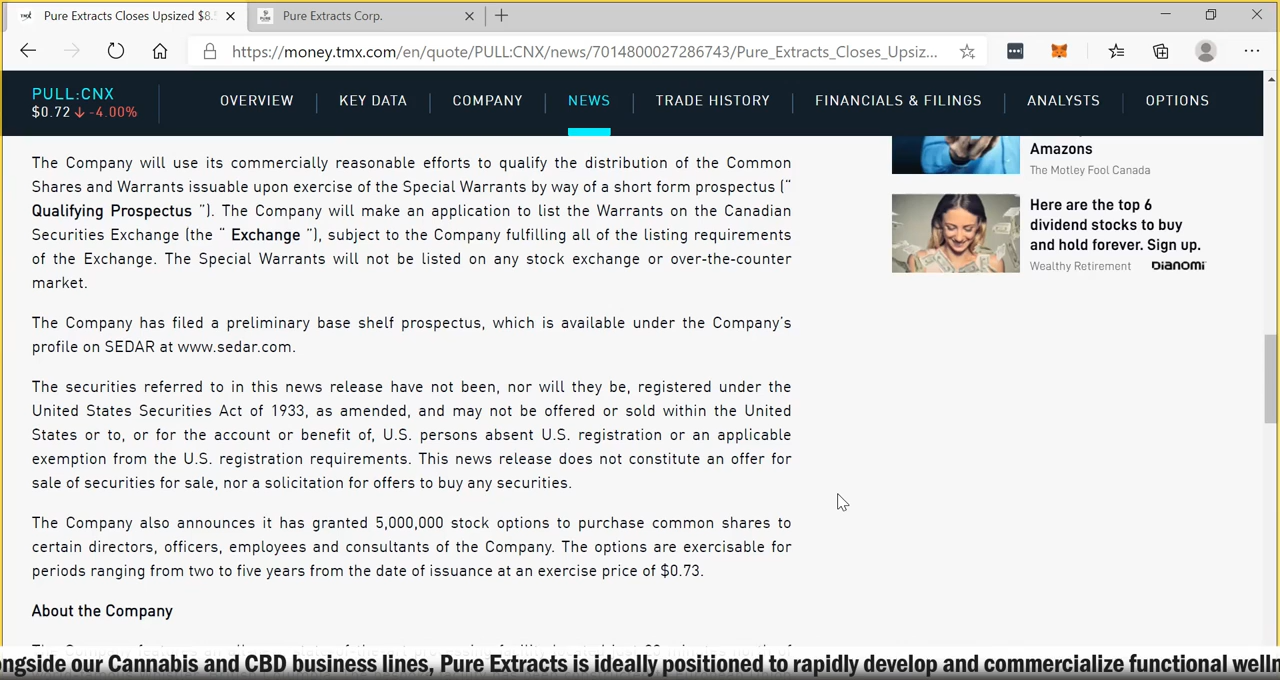 Pure Extracts Closes Upsized $8.
Pure Extracts Corp.
https://money.tmx.com/en/quote/PULL:CNX/news/7014800027286743/Pure_Extracts_Closes_Upsiz...
PULL:CNX
$0.72 ↓ -4.00%
OVERVIEW
KEY DATA
COMPANY
NEWS
TRADE HISTORY
FINANCIALS & FILINGS
ANALYSTS
OPTIONS
The Company will use its commercially reasonable efforts to qualify the distribution of the Common
Shares and Warrants issuable upon exercise of the Special Warrants by way of a short form prospectus (“
Qualifying Prospectus ”). The Company will make an application to list the Warrants on the Canadian
Securities Exchange (the “ Exchange ”), subject to the Company fulfilling all of the listing requirements
of the Exchange. The Special Warrants will not be listed on any stock exchange or over-the-counter
market.
The Company has filed a preliminary base shelf prospectus, which is available under the Company’s
profile on SEDAR at www.sedar.com.
The securities referred to in this news release have not been, nor will they be, registered under the
United States Securities Act of 1933, as amended, and may not be offered or sold within the United
States or to, or for the account or benefit of, U.S. persons absent U.S. registration or an applicable
exemption from the U.S. registration requirements. This news release does not constitute an offer for
sale of securities for sale, nor a solicitation for offers to buy any securities.
The Company also announces it has granted 5,000,000 stock options to purchase common shares to
certain directors, officers, employees and consultants of the Company. The options are exercisable for
periods ranging from two to five years from the date of issuance at an exercise price of $0.73.
About the Company
Amazons
The Motley Fool Canada
Here are the top 6
dividend stocks to buy
and hold forever. Sign up.
Wealthy Retirement
DIANOMI
ongside our Cannabis and CBD business lines, Pure Extracts is ideally positioned to rapidly develop and commercialize functional welln